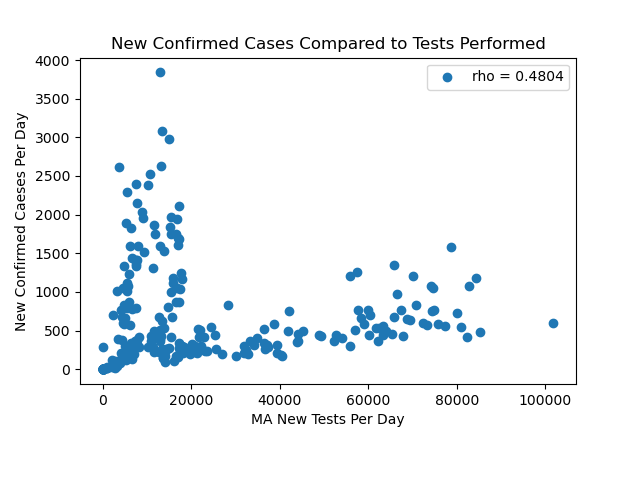 New Confirmed Cases Compared to Tests Performed
rho = 0.4804
New Confirmed Caeses Per Day
4000
3500
3000
2500
2000
1500
1000
500
0
0 20000 40000 60000 80000 100000
MA New Tests Per Day